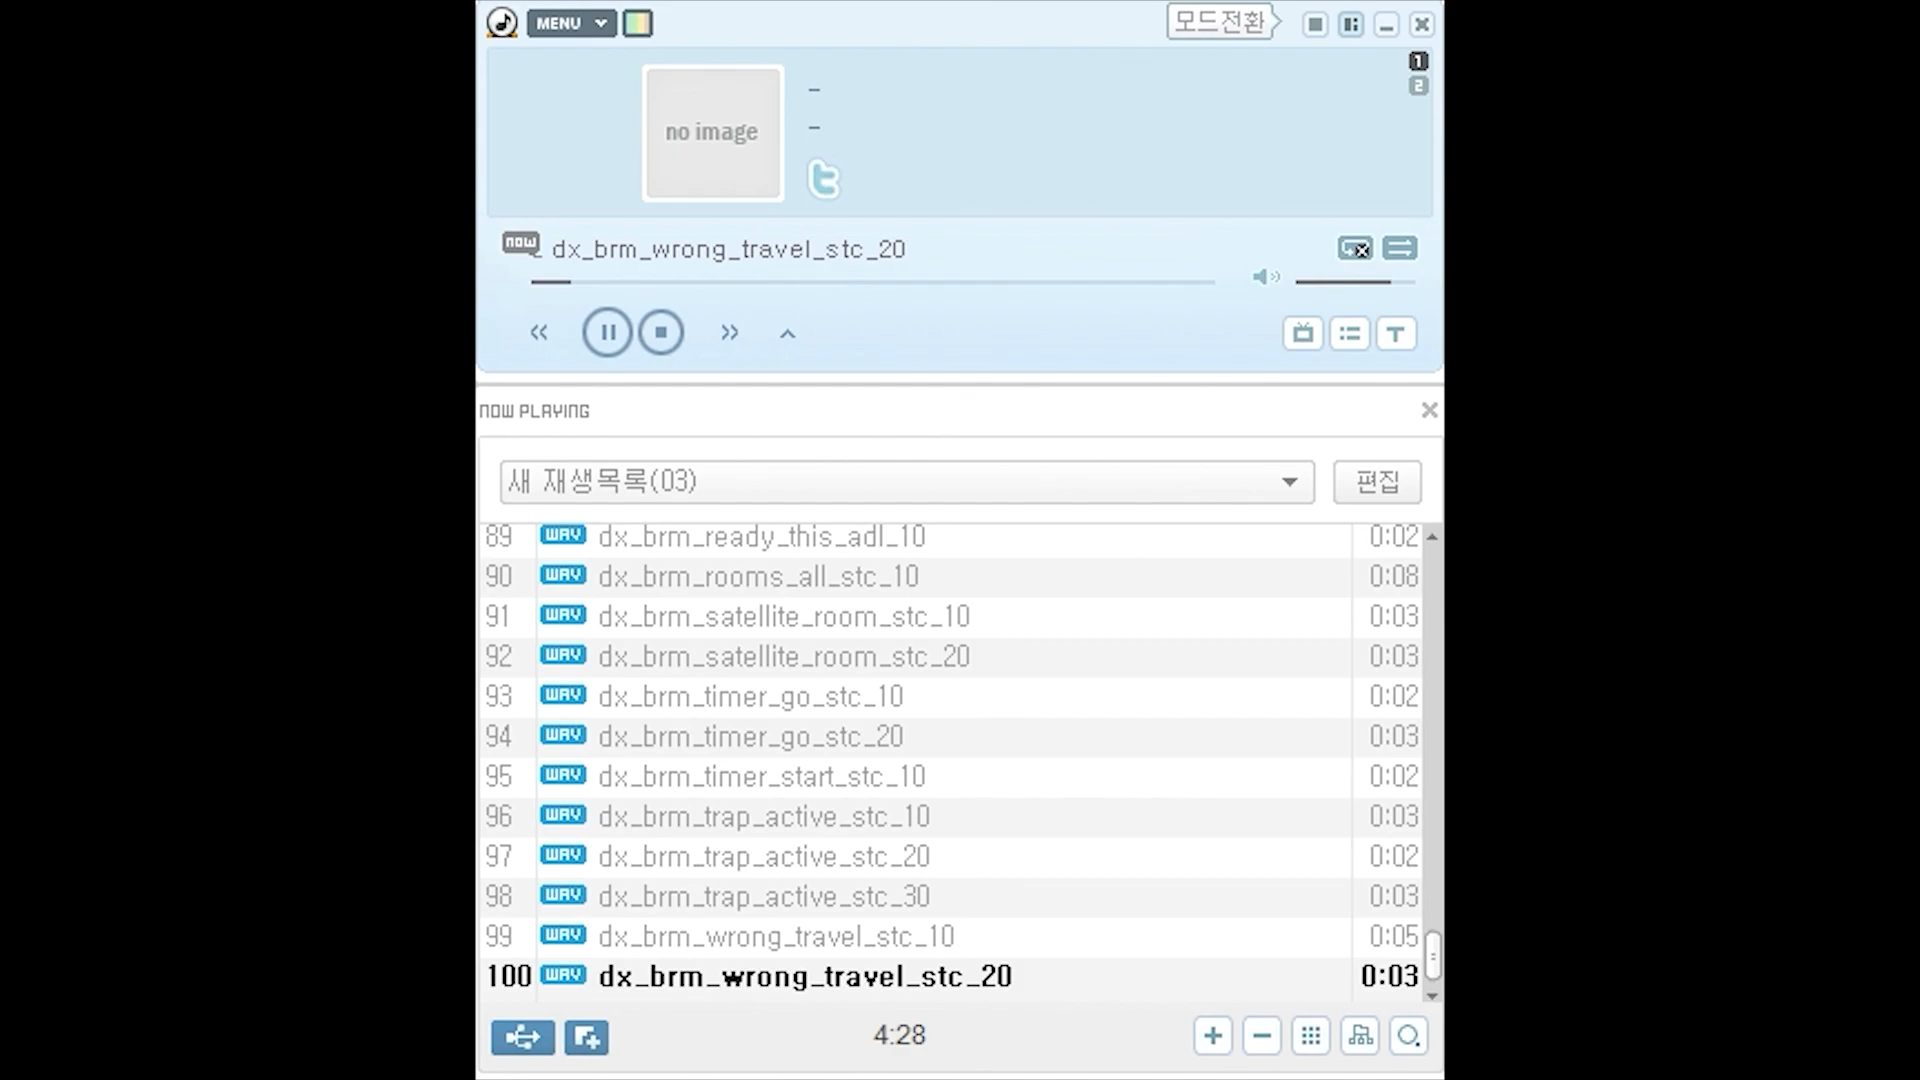 MENU
모드전환
1
2
no image
-
-
now
dx_brm_wrong_travel_stc_20
NOW PLAYING
새 재생목록(03)
편집
89 WAV dx_brm_ready_this_adl_10 0:02
90 WAV dx_brm_rooms_all_stc_10 0:08
91 WAV dx_brm_satellite_room_stc_10 0:03
92 WAV dx_brm_satellite_room_stc_20 0:03
93 WAV dx_brm_timer_go_stc_10 0:02
94 WAV dx_brm_timer_go_stc_20 0:03
95 WAV dx_brm_timer_start_stc_10 0:02
96 WAV dx_brm_trap_active_stc_10 0:03
97 WAV dx_brm_trap_active_stc_20 0:02
98 WAV dx_brm_trap_active_stc_30 0:03
99 WAV dx_brm_wrong_travel_stc_10 0:05
100 WAV dx_brm_wrong_travel_stc_20 0:03
4:28